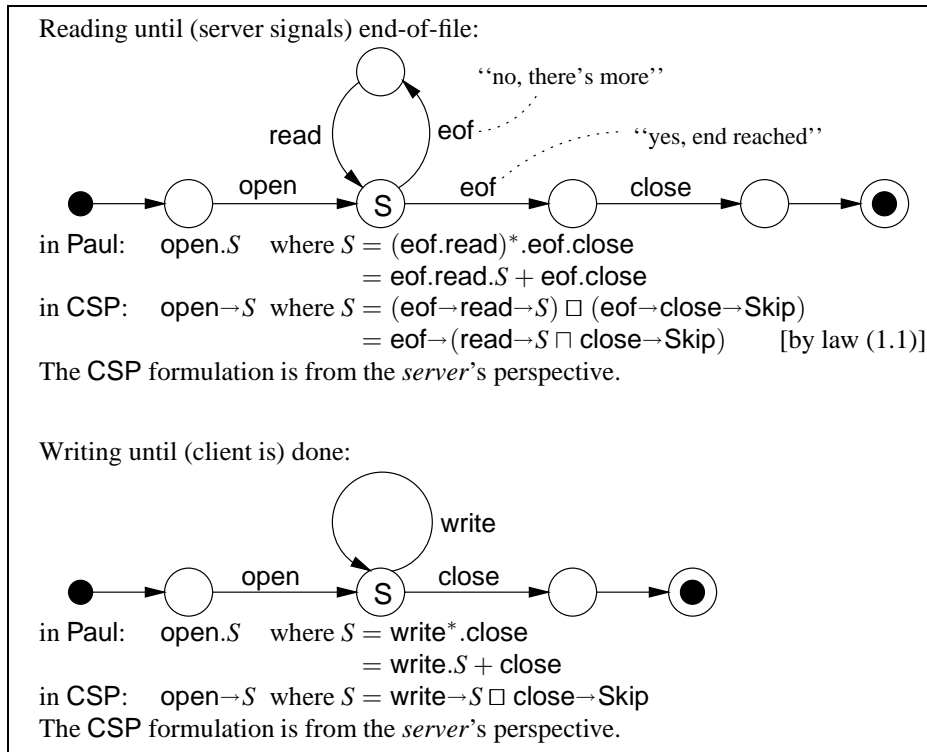 Reading until (server signals) end-of-file:
‘‘no, there's more’’
read
eof
‘‘yes, end reached’’
open
S
eof
close
in Paul: open.S where S = (eof.read)*.eof.close
= eof.read.S + eof.close
in CSP: open→S where S = (eof→read→S) □ (eof→close→Skip)
= eof→(read→S ⊓ close→Skip) [by law (1.1)]
The CSP formulation is from the server's perspective.
Writing until (client is) done:
write
open
S
close
in Paul: open.S where S = write*.close
= write.S + close
in CSP: open→S where S = write→S □ close→Skip
The CSP formulation is from the server's perspective.